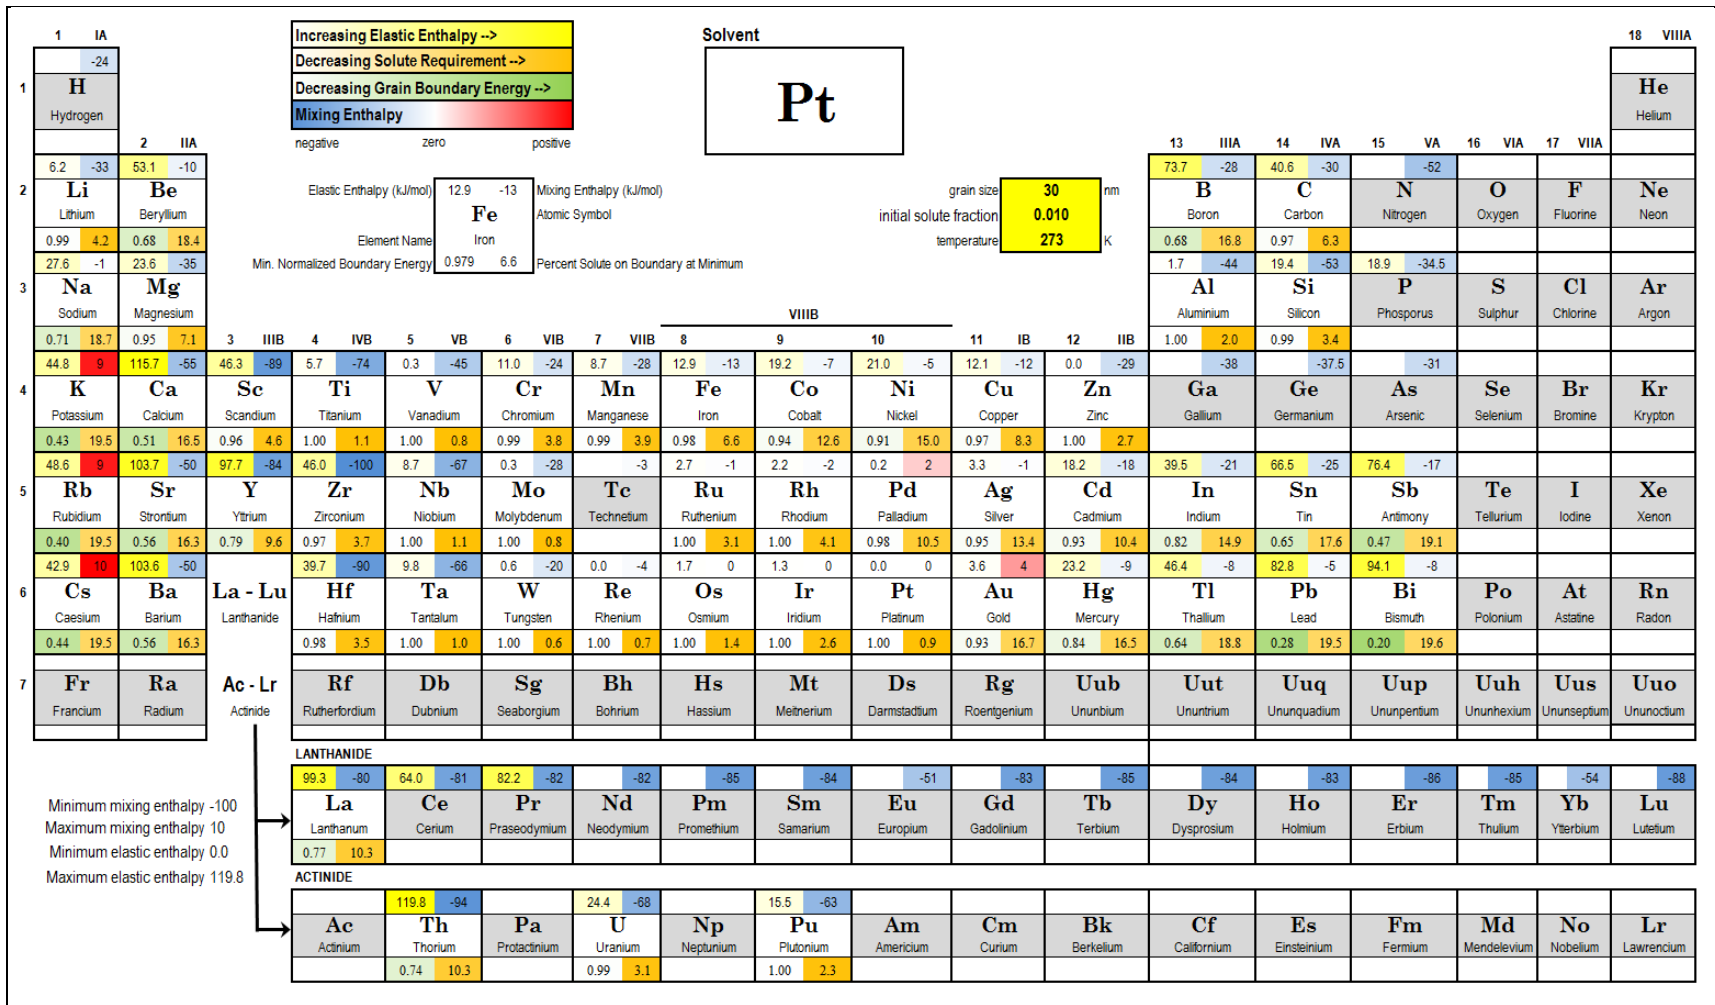 1 IA
Increasing Elastic Enthalpy -->
Solvent
18 VIIIA
-24
Decreasing Solute Requirement -->
1 H
Decreasing Grain Boundary Energy -->
Pt
He
Hydrogen
Mixing Enthalpy
Helium
2 IIA
negative zero positive
13 IIIA 14 IVA 15 VA 16 VIA 17 VIIA
6.2 -33 53.1 -10
73.7 -28 40.6 -30 -52
2 Li Be
Elastic Enthalpy (kJ/mol) 12.9 -13 Mixing Enthalpy (kJ/mol)
grain size 30 nm
B C N O F Ne
Lithium Beryllium
Fe Atomic Symbol
initial solute fraction 0.010
Boron Carbon Nitrogen Oxygen Fluorine Neon
0.99 4.2 0.68 18.4
Element Name Iron
temperature 273 K
0.68 16.8 0.97 6.3
27.6 -1 23.6 -35
Min. Normalized Boundary Energy 0.979 6.6 Percent Solute on Boundary at Minimum
1.7 -44 19.4 -53 18.9 -34.5
3 Na Mg Al Si P S Cl Ar
Sodium Magnesium Aluminium Silicon Phosporus Sulphur Chlorine Argon
VIIIB
0.71 18.7 0.95 7.1 3 IIIB 4 IVB 5 VB 6 VIB 7 VIIB 8 9 10 11 IB 12 IIB 1.00 2.0 0.99 3.4
44.8 9 115.7 -55 46.3 -89 5.7 -74 0.3 -45 11.0 -24 8.7 -28 12.9 -13 19.2 -7 21.0 -5 12.1 -12 0.0 -29 -38 -37.5 -31
4 K Ca Sc Ti V Cr Mn Fe Co Ni Cu Zn Ga Ge As Se Br Kr
Potassium Calcium Scandium Titanium Vanadium Chromium Manganese Iron Cobalt Nickel Copper Zinc Gallium Germanium Arsenic Selenium Bromine Krypton
0.43 19.5 0.51 16.5 0.96 4.6 1.00 1.1 1.00 0.8 0.99 3.8 0.99 3.9 0.98 6.6 0.94 12.6 0.91 15.0 0.97 8.3 1.00 2.7
48.6 9 103.7 -50 97.7 -84 46.0 -100 8.7 -67 0.3 -28 -3 2.7 -1 2.2 -2 0.2 2 3.3 -1 18.2 -18 39.5 -21 66.5 -25 76.4 -17
5 Rb Sr Y Zr Nb Mo Tc Ru Rh Pd Ag Cd In Sn Sb Te I Xe
Rubidium Strontium Yttrium Zirconium Niobium Molybdenum Technetium Ruthenium Rhodium Palladium Silver Cadmium Indium Tin Antimony Tellurium Iodine Xenon
0.40 19.5 0.56 16.3 0.79 9.6 0.97 3.7 1.00 1.1 1.00 0.8 1.00 3.1 1.00 4.1 0.98 10.5 0.95 13.4 0.93 10.4 0.82 14.9 0.65 17.6 0.47 19.1
42.9 10 103.6 -50 39.7 -90 9.8 -66 0.6 -20 0.0 -4 1.7 0 1.3 0 0.0 0 3.6 4 23.2 -9 46.4 -8 82.8 -5 94.1 -8
6 Cs Ba La - Lu Hf Ta W Re Os Ir Pt Au Hg Tl Pb Bi Po At Rn
Caesium Barium Lanthanide Hafnium Tantalum Tungsten Rhenium Osmium Iridium Platinum Gold Mercury Thallium Lead Bismuth Polonium Astatine Radon
0.44 19.5 0.56 16.3 0.98 3.5 1.00 1.0 1.00 0.6 1.00 0.7 1.00 1.4 1.00 2.6 1.00 0.9 0.93 16.7 0.84 16.5 0.64 18.8 0.28 19.5 0.20 19.6
7 Fr Ra Ac - Lr Rf Db Sg Bh Hs Mt Ds Rg Uub Uut Uuq Uup Uuh Uus Uuo
Francium Radium Actinide Rutherfordium Dubnium Seaborgium Bohrium Hassium Meitnerium Darmstadtium Roentgenium Ununbium Ununtrium Ununquadium Ununpentium Ununhexium Ununseptium Ununoctium
LANTHANIDE
99.3 -80 64.0 -81 82.2 -82 -82 -85 -84 -51 -83 -85 -84 -83 -86 -85 -54 -88
La Ce Pr Nd Pm Sm Eu Gd Tb Dy Ho Er Tm Yb Lu
Lanthanum Cerium Praseodymium Neodymium Promethium Samarium Europium Gadolinium Terbium Dysprosium Holmium Erbium Thulium Ytterbium Lutetium
0.77 10.3
Minimum mixing enthalpy -100
Maximum mixing enthalpy 10
Minimum elastic enthalpy 0.0
Maximum elastic enthalpy 119.8
ACTINIDE
119.8 -94 24.4 -68 15.5 -63
Ac Th Pa U Np Pu Am Cm Bk Cf Es Fm Md No Lr
Actinium Thorium Protactinium Uranium Neptunium Plutonium Americium Curium Berkelium Californium Einsteinium Fermium Mendelevium Nobelium Lawrencium
0.74 10.3 0.99 3.1 1.00 2.3